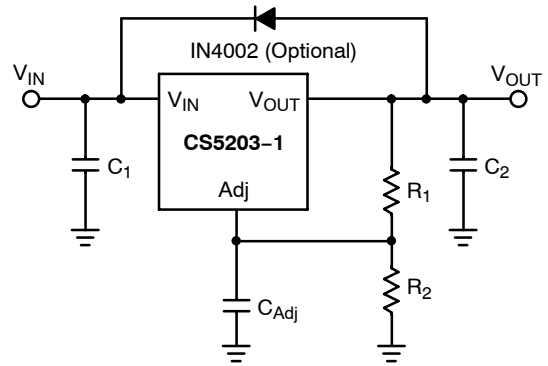 IN4002 (Optional)
V_IN
V_OUT
V_IN
V_OUT
CS5203−1
C_1
C_2
Adj
R_1
C_Adj
R_2